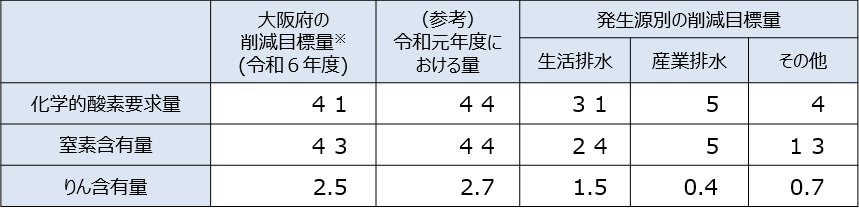 大阪府の
削減目標量※
(令和６年度)
（参考）
令和元年度に
おける量
発生源別の削減目標量
生活排水 産業排水 その他
化学的酸素要求量 ４１ ４４ ３１ ５ ４
窒素含有量 ４３ ４４ ２４ ５ １３
りん含有量 2.5 2.7 1.5 0.4 0.7